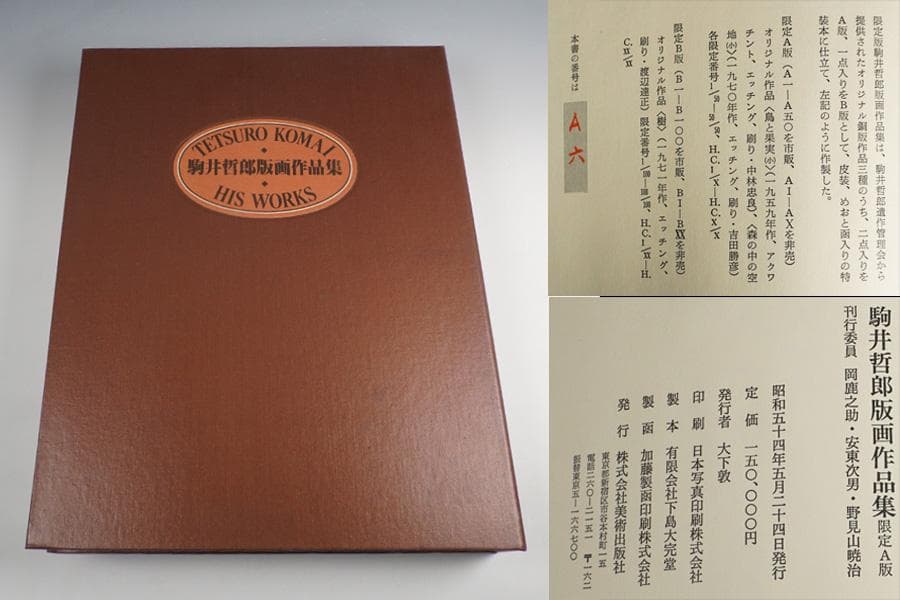 TETSURO KOMAI
駒井哲郎版画作品集
HIS WORKS
限定版駒井哲郎版画作品集は、駒井哲郎遺作管理会から
提供されたオリジナル銅版作品三種のうち、二点入りを
A版、一点入りをB版として、皮装、めおと函入りの特
装本に仕立て、左記のように作製した。
限定A版(A一―A五〇を市販、AI―AXを非売)
オリジナル作品〈鳥と果実㊛〉(一九五九年作、アクワ
チント、エッチング、刷り・中林忠良)、〈森の中の空
地㊛〉(一九七〇年作、エッチング、刷り・吉田勝彦)
各限定番号1/50―50/50、H.C.I/X―H.C.X/X
限定B版(B一―B一〇〇を市販、BI―BXXを非売)
オリジナル作品〈樹〉(一九七一年作、エッチング、
刷り・渡辺達正)限定番号1/100―100/100、H.C.I/XX―H.
C.XX/XX
本書の番号は
A六
駒井哲郎版画作品集 限定A版
刊行委員 岡鹿之助・安東次男・野見山暁治
昭和五十四年五月二十四日発行
定価 一五〇、〇〇〇円
発行者 大下敦
印刷 日本写真印刷株式会社
製本 有限会社下島大完堂
製函 加藤製函印刷株式会社
発行 株式会社美術出版社
東京都新宿区市谷本村町一五
電話二六〇―二一五一 〒一六二
振替東京五―一六六七〇〇